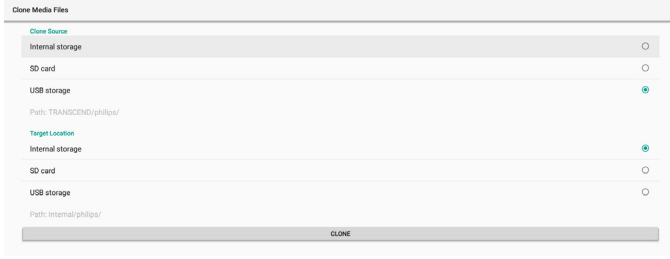 Clone Media Files
Clone Source
Internal storage
SD card
USB storage
Path: TRANSCEND/philips/
Target Location
Internal storage
SD card
USB storage
Path: Internal/philips/
CLONE